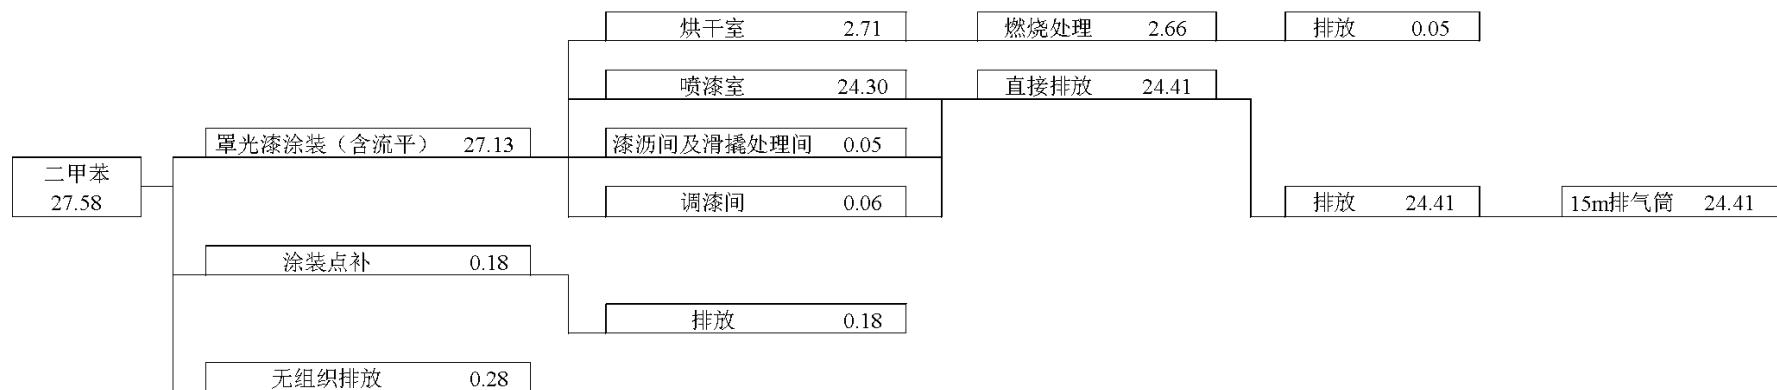 烘干室 2.71 燃烧处理 2.66 排放 0.05
喷漆室 24.30 直接排放 24.41
罩光漆涂装（含流平） 27.13 漆沥间及滑撬处理间 0.05
二甲苯
27.58 调漆间 0.06 排放 24.41 15m排气筒 24.41
涂装点补 0.18
排放 0.18
无组织排放 0.28